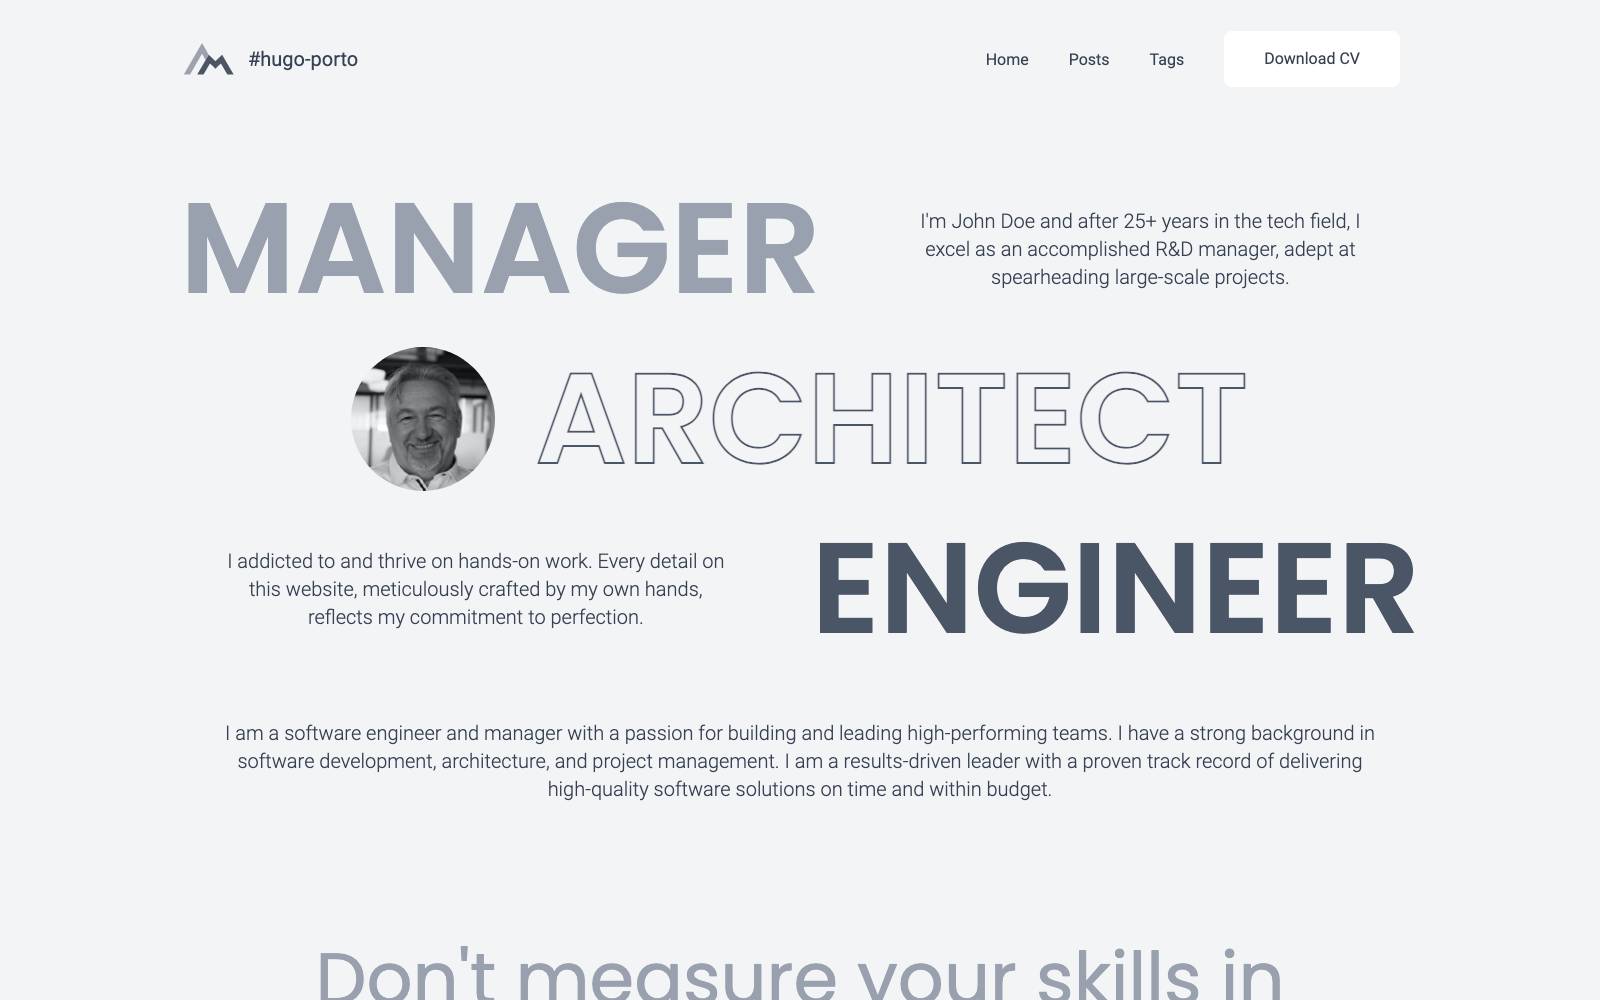 #hugo-porto
Home
Posts
Tags
Download CV
MANAGER
I'm John Doe and after 25+ years in the tech field, I
excel as an accomplished R&D manager, adept at
spearheading large-scale projects.
ARCHITECT
I addicted to and thrive on hands-on work. Every detail on
this website, meticulously crafted by my own hands,
reflects my commitment to perfection.
ENGINEER
I am a software engineer and manager with a passion for building and leading high-performing teams. I have a strong background in
software development, architecture, and project management. I am a results-driven leader with a proven track record of delivering
high-quality software solutions on time and within budget.
Don't measure your skills in